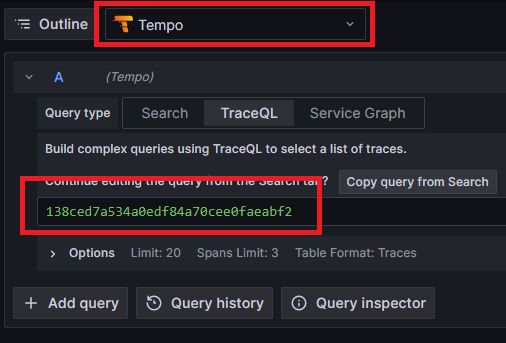 Outline
Tempo
A (Tempo)
Query type Search TraceQL Service Graph
Build complex queries using TraceQL to select a list of traces.
Continue editing the query from the Search tab? Copy query from Search
138ced7a534a0edf84a70cee0faeabf2
Options Limit: 20 Spans Limit: 3 Table Format: Traces
Add query Query history Query inspector